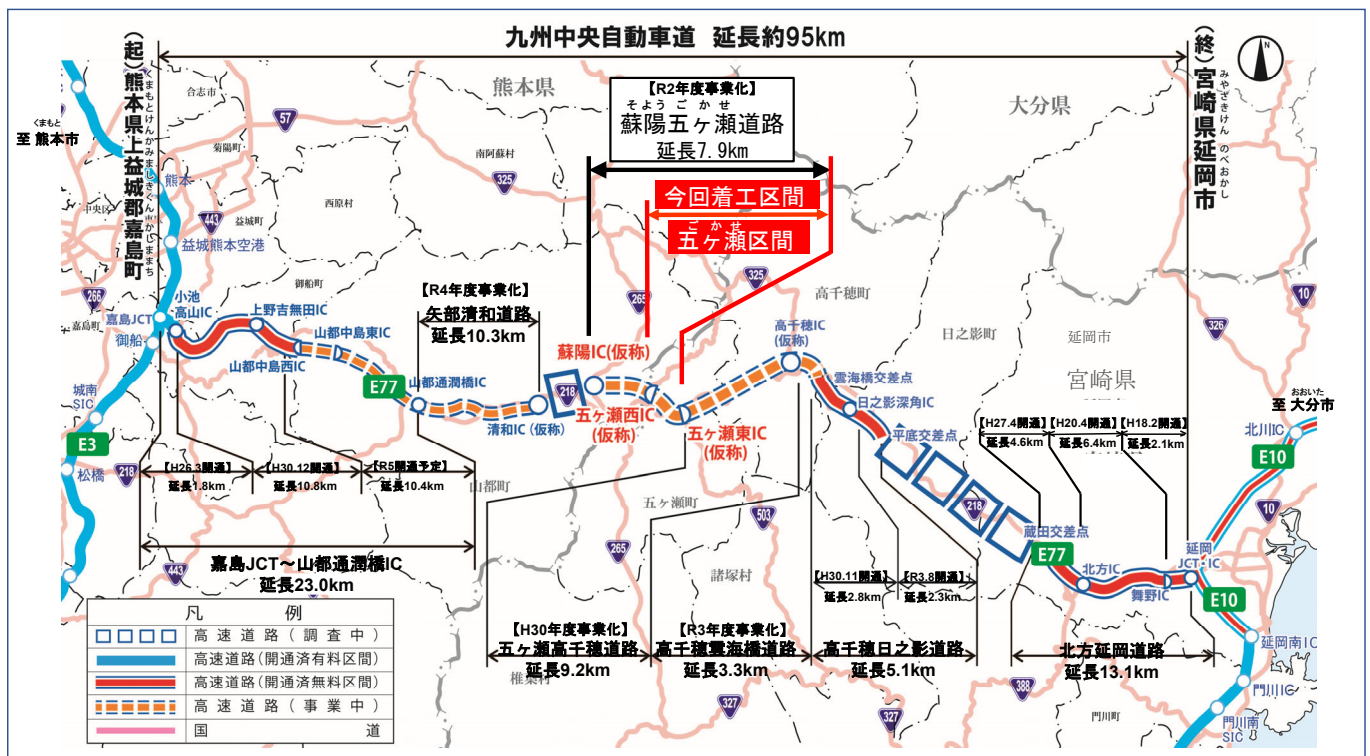 九州中央自動車道 延長約95km
(起)熊本県上益城郡嘉島町
くまもとけんかみましきぐんかしままち
(終)宮崎県延岡市
みやざきけん のべおかし
N
くまもと
至 熊本市
合志市
熊本県
大分県
57
菊陽町
南阿蘇村
325
【R2年度事業化】
そよう ごかせ
蘇陽五ヶ瀬道路
延長7.9km
今回着工区間
ごかせ
五ヶ瀬区間
熊本
中央区
443
益城町
西原村
益城熊本空港
266
嘉島町
小池高山IC
嘉島JCT
御船
上野吉無田IC
御船町
山都中島東IC
山都中島西IC
【R4年度事業化】
矢部清和道路
延長10.3km
265
325
高千穂町
日之影町
延岡市
宮崎県
326
10
E77
山都通潤橋IC
清和IC(仮称)
218
蘇陽IC(仮称)
五ヶ瀬西IC
(仮称)
五ヶ瀬東IC
(仮称)
高千穂IC
(仮称)
雲海橋交差点
日之影深角IC
平底交差点
218
蔵田交差点
E77
北方IC
舞野IC
延岡
JCT・IC
おおいた
至 大分市
北川IC
E10
10
E10
延岡南IC
門川IC
門川南
SIC
城南
SIC
E3
松橋
218
【H26.3開通】
延長1.8km
【H30.12開通】
延長10.8km
【R5開通予定】
延長10.4km
嘉島JCT～山都通潤橋IC
延長23.0km
443
山都町
五ヶ瀬町
265
503
諸塚村
椎葉村
327
327
388
門川町
【H30年度事業化】
五ヶ瀬高千穂道路
延長9.2km
【R3年度事業化】
高千穂雲海橋道路
延長3.3km
【H30.11開通】
延長2.8km
【R3.8開通】
延長2.3km
高千穂日之影道路
延長5.1km
【H27.4開通】
延長4.6km
【H20.4開通】
延長6.4km
【H18.2開通】
延長2.1km
北方延岡道路
延長13.1km
凡 例
高速道路(調査中)
高速道路(開通済有料区間)
高速道路(開通済無料区間)
高速道路(事業中)
国道